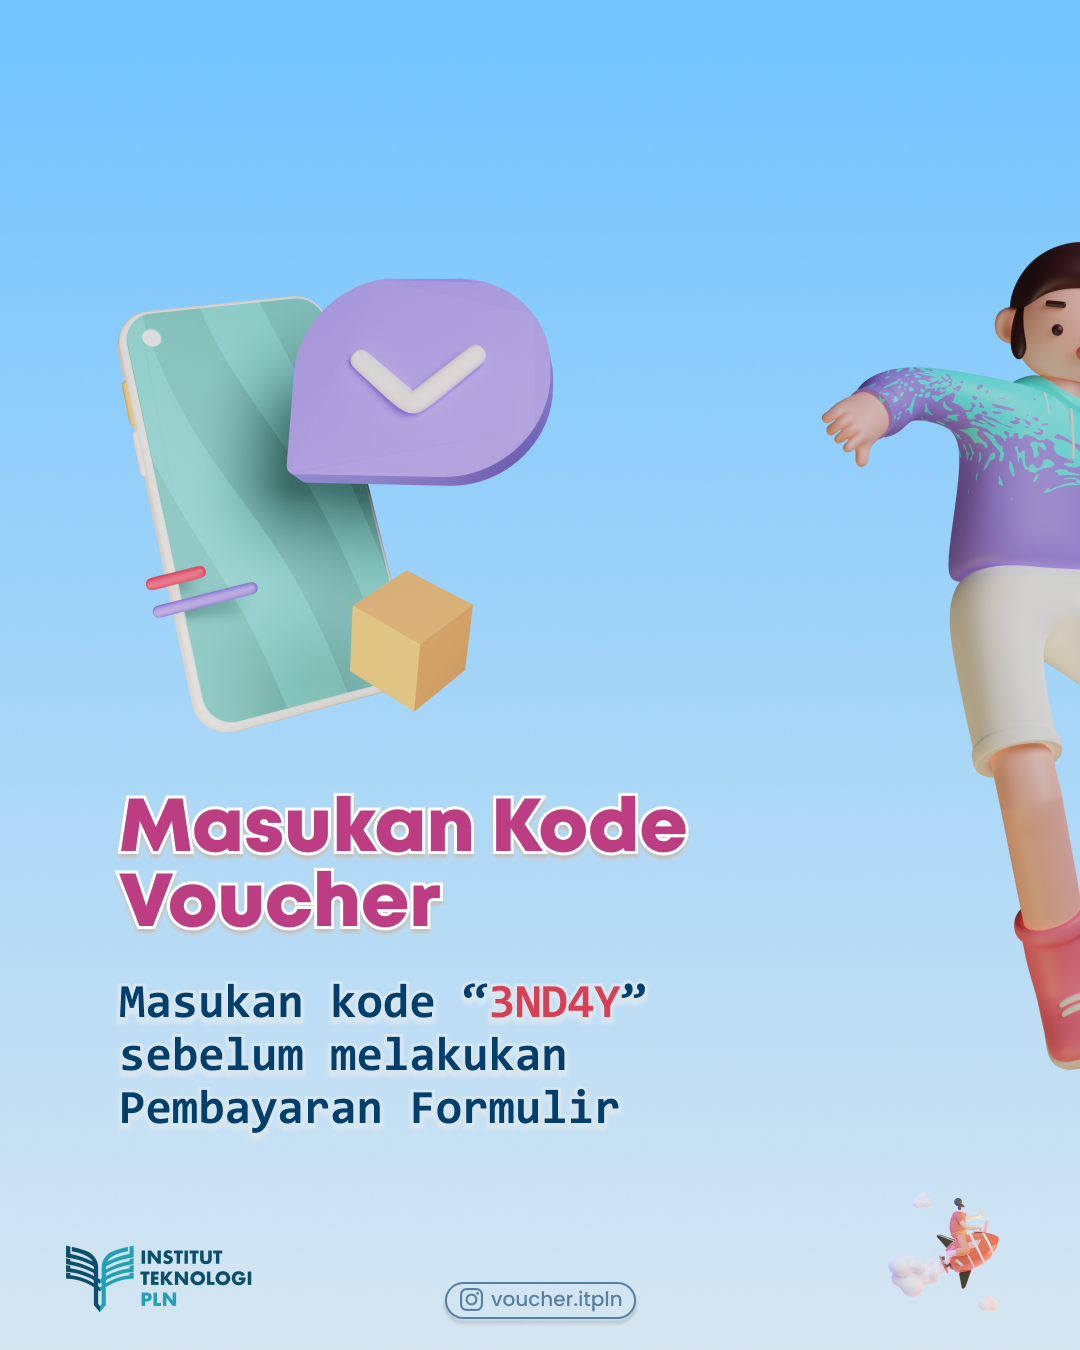 Masukan Kode
Voucher
Masukan kode “3ND4Y”
sebelum melakukan
Pembayaran Formulir
INSTITUT
TEKNOLOGI
PLN
voucher.itpln